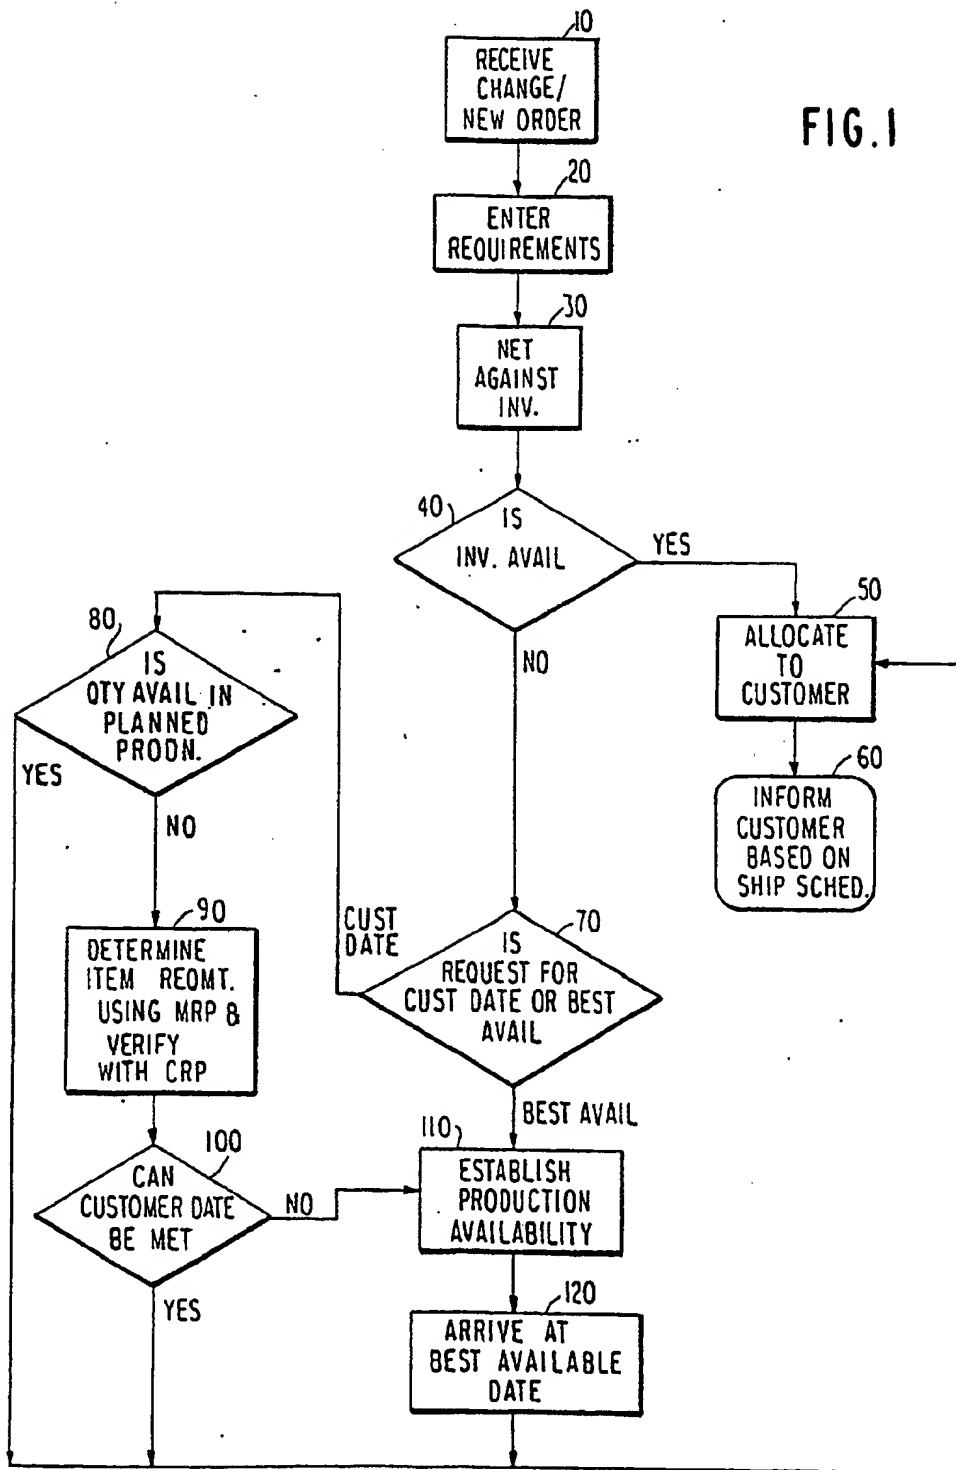 10
RECEIVE
CHANGE/
NEW ORDER
FIG.1
20
ENTER
REQUIREMENTS
30
NET
AGAINST
INV.
40
IS
INV. AVAIL
YES
NO
50
ALLOCATE
TO
CUSTOMER
60
INFORM
CUSTOMER
BASED ON
SHIP SCHED.
80
IS
QTY AVAIL IN
PLANNED
PRODN.
YES
NO
CUST
DATE
70
IS
REQUEST FOR
CUST DATE OR BEST
AVAIL
BEST AVAIL
90
DETERMINE
ITEM REQMT.
USING MRP &
VERIFY
WITH CRP
100
CAN
CUSTOMER DATE
BE MET
NO
YES
110
ESTABLISH
PRODUCTION
AVAILABILITY
120
ARRIVE AT
BEST AVAILABLE
DATE